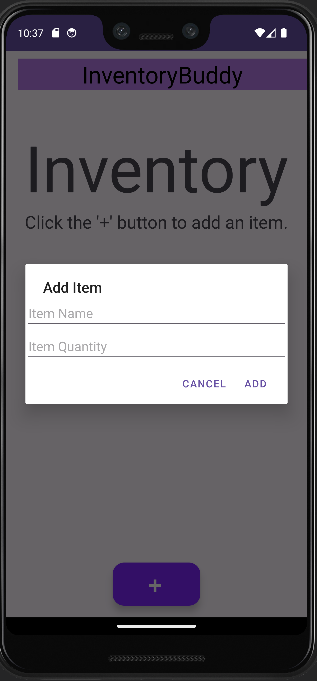 10:37
InventoryBuddy
Inventory
Click the '+' button to add an item.
Add Item
Item Name
Item Quantity
CANCEL ADD
+